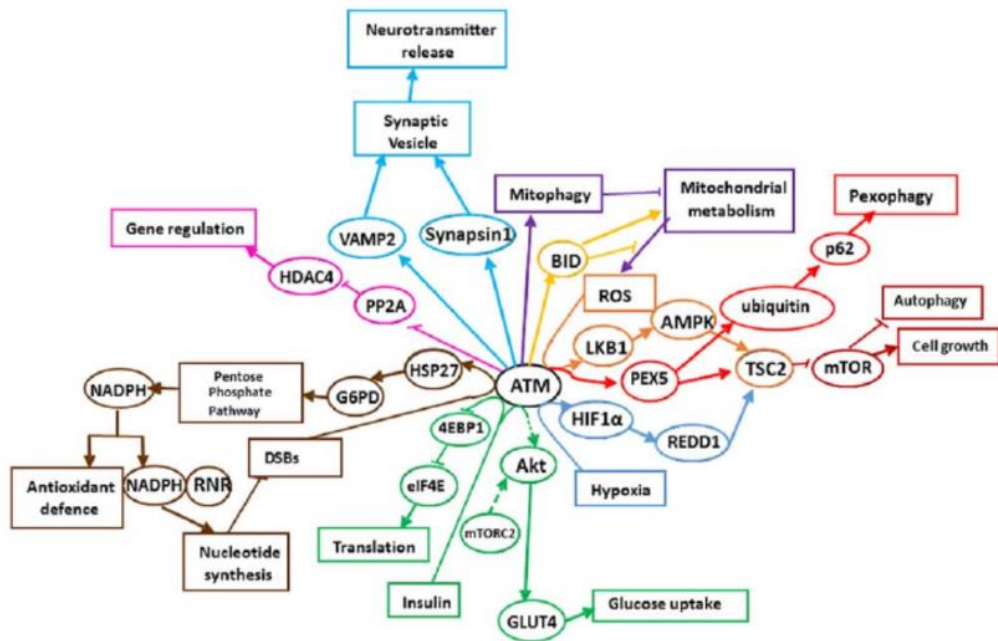 Neurotransmitter
release
Synaptic
Vesicle
Mitophagy
Mitochondrial
metabolism
Pexophagy
Gene regulation
VAMP2
Synapsin1
BID
p62
HDAC4
PP2A
ROS
AMPK
ubiquitin
Autophagy
LKB1
Cell growth
HSP27
ATM
PEX5
TSC2
mTOR
NADPH
Pentose
Phosphate
Pathway
G6PD
4EBP1
HIF1α
REDD1
DSBs
Akt
Antioxidant
defence
NADPH
RNR
eIF4E
Hypoxia
mTORC2
Nucleotide
synthesis
Translation
Insulin
GLUT4
Glucose uptake